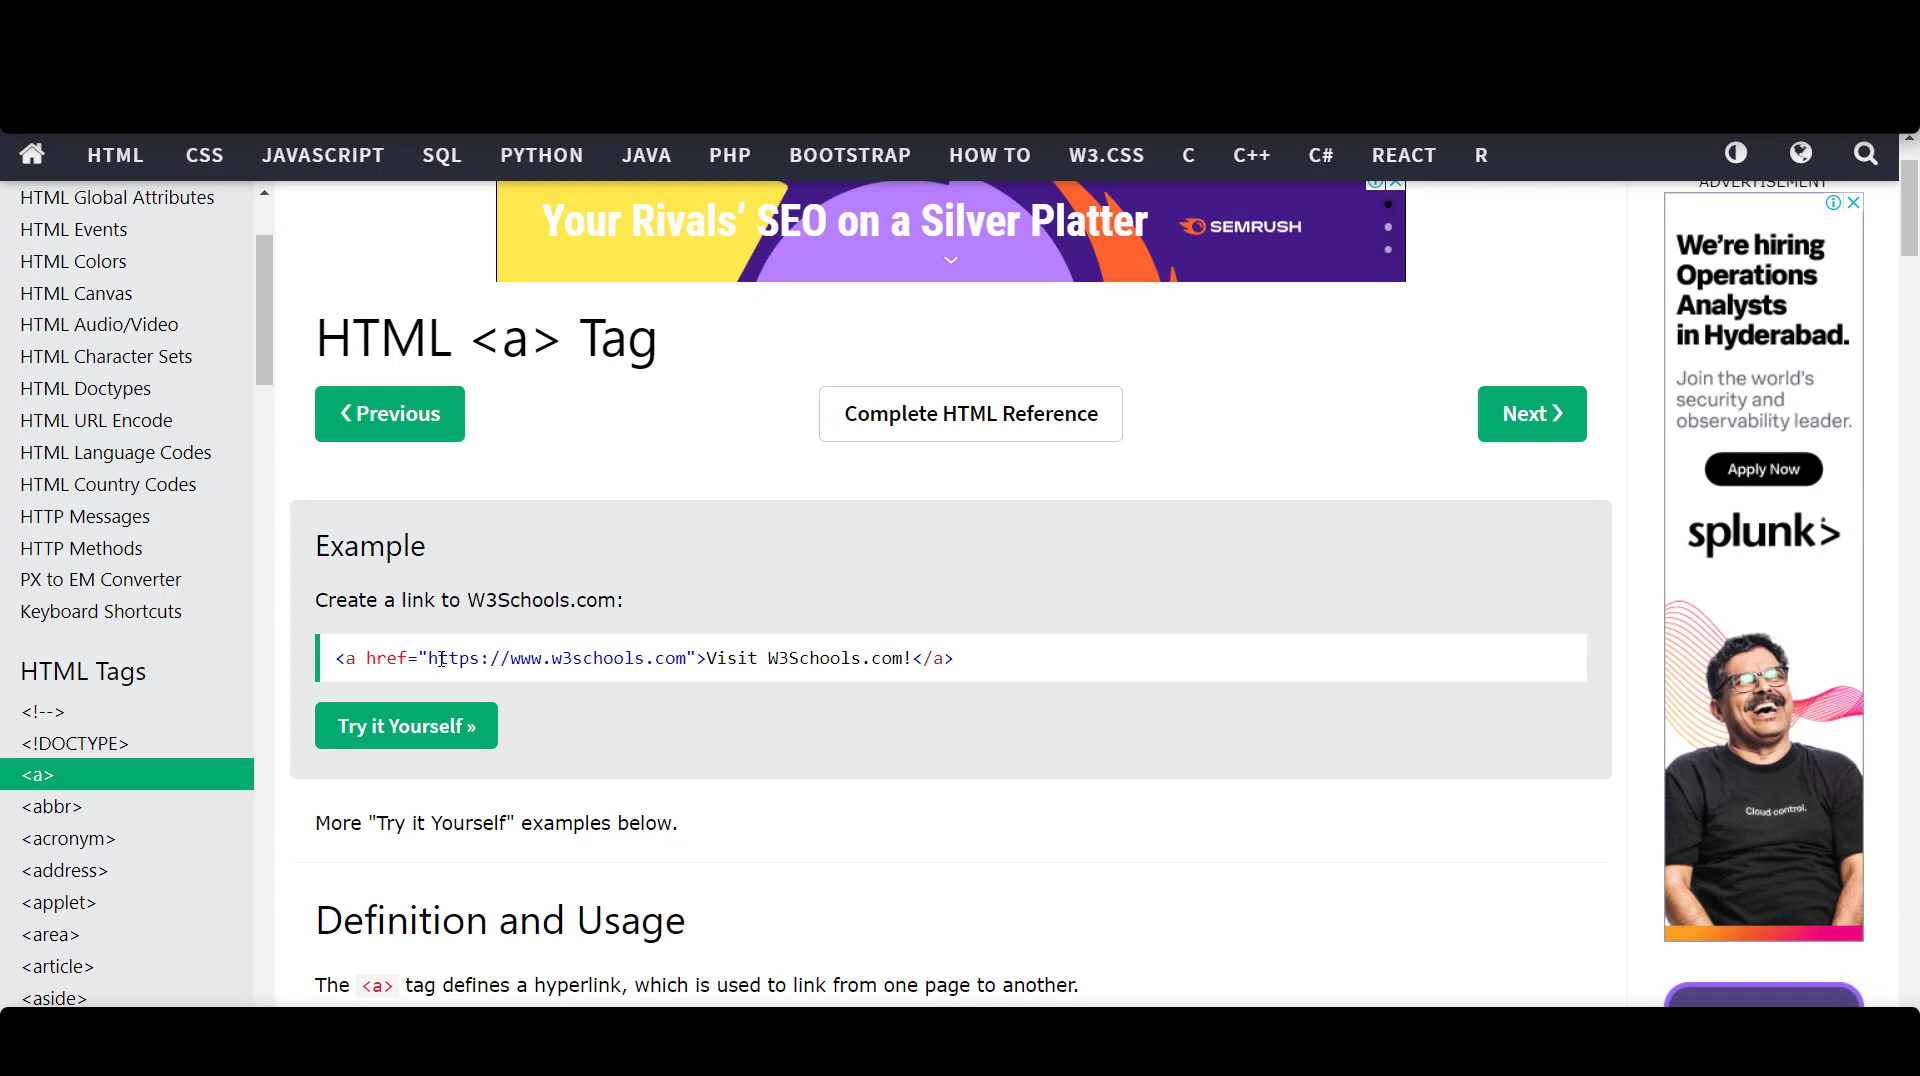 HTML CSS JAVASCRIPT SQL PYTHON JAVA PHP BOOTSTRAP HOW TO W3.CSS C C++ C# REACT R
HTML Global Attributes
HTML Events
HTML Colors
HTML Canvas
HTML Audio/Video
HTML Character Sets
HTML Doctypes
HTML URL Encode
HTML Language Codes
HTML Country Codes
HTTP Messages
HTTP Methods
PX to EM Converter
Keyboard Shortcuts
HTML Tags
<!-->
<!DOCTYPE>
<a>
<abbr>
<acronym>
<address>
<applet>
<area>
<article>
<aside>
Your Rivals’ SEO on a Silver Platter
SEMRUSH
HTML <a> Tag
❮ Previous
Complete HTML Reference
Next ❯
Example
Create a link to W3Schools.com:
<a href="https://www.w3schools.com">Visit W3Schools.com!</a>
Try it Yourself »
More "Try it Yourself" examples below.
Definition and Usage
The <a> tag defines a hyperlink, which is used to link from one page to another.
ADVERTISEMENT
We’re hiring
Operations
Analysts
in Hyderabad.
Join the world's
security and
observability leader.
Apply Now
splunk>
Cloud control.